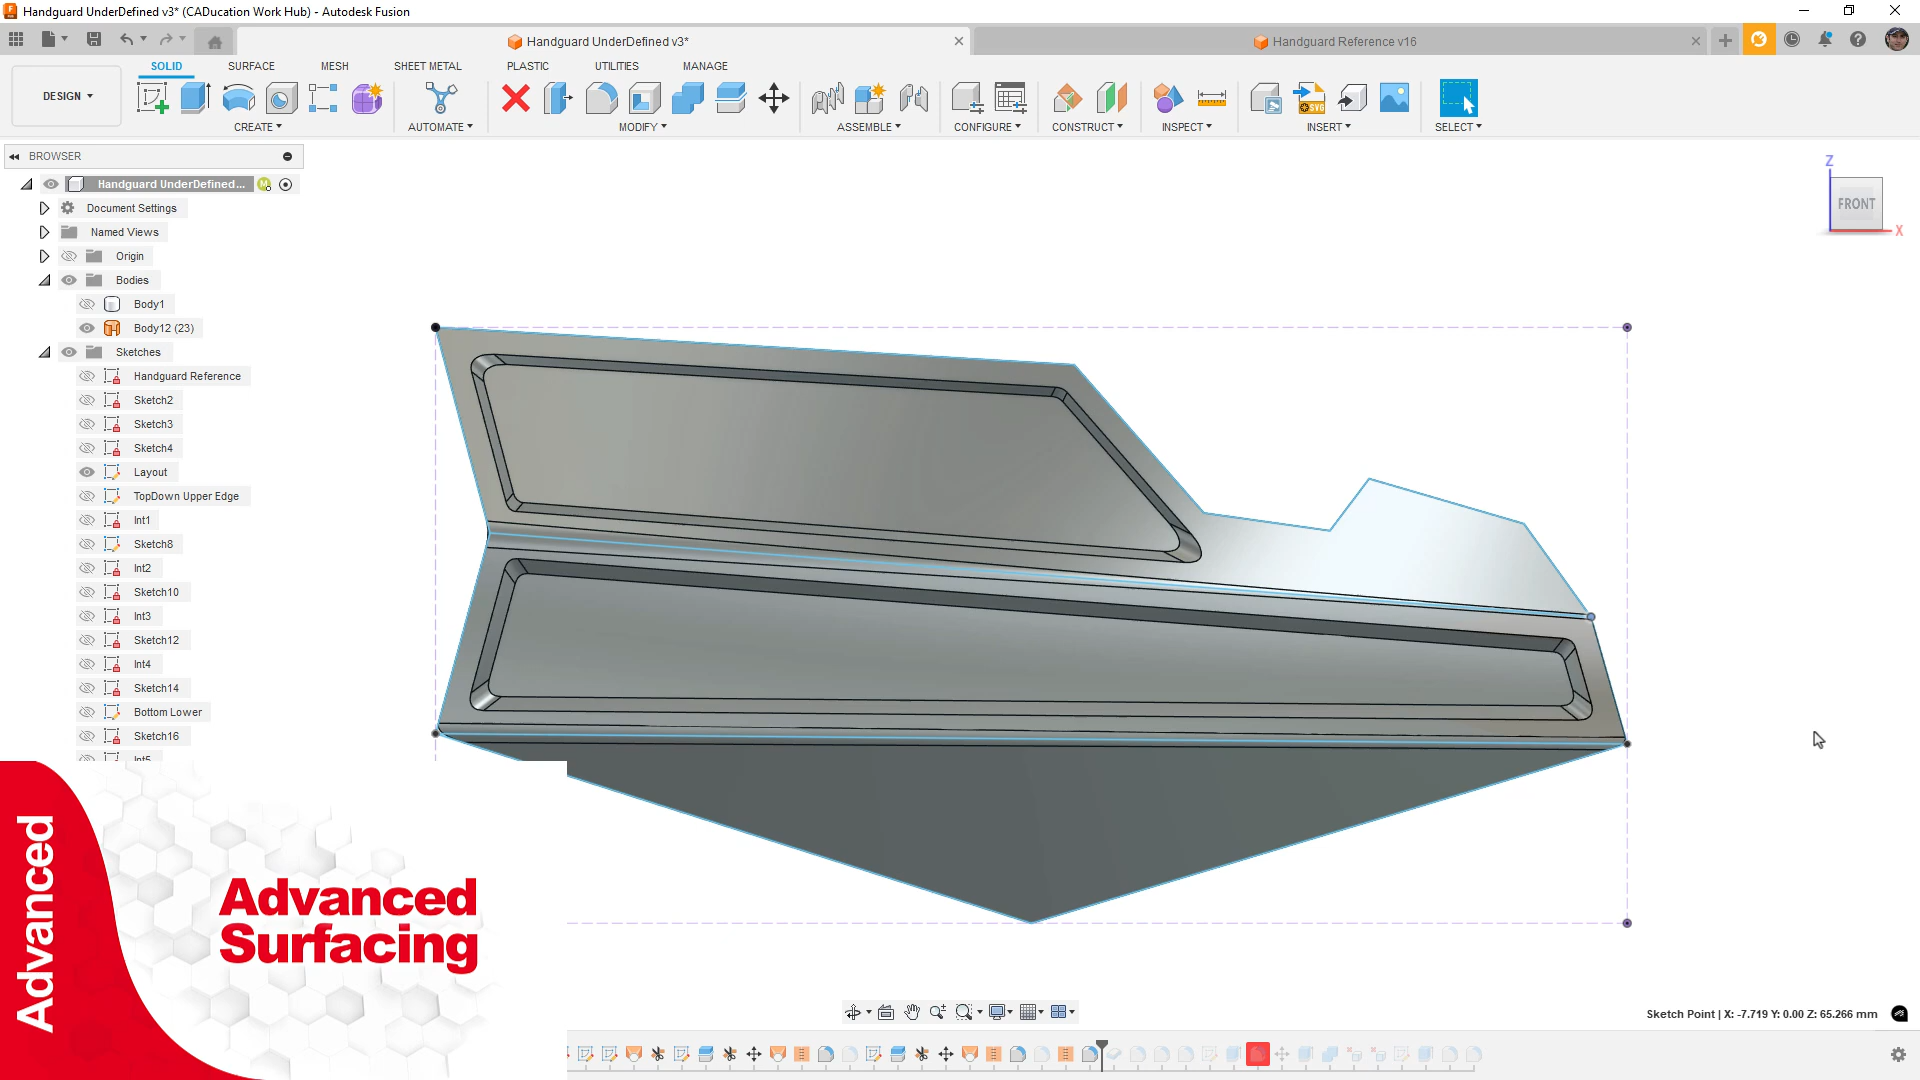 Handguard UnderDefined v3* (CADucation Work Hub) - Autodesk Fusion
Handguard UnderDefined v3*
Handguard Reference v16
DESIGN
SOLID
SURFACE
MESH
SHEET METAL
PLASTIC
UTILITIES
MANAGE
CREATE
AUTOMATE
MODIFY
ASSEMBLE
CONFIGURE
CONSTRUCT
INSPECT
INSERT
SELECT
SVG
BROWSER
Handguard UnderDefined...
M
Document Settings
Named Views
Origin
Bodies
Body1
Body12 (23)
Sketches
Handguard Reference
Sketch2
Sketch3
Sketch4
Layout
TopDown Upper Edge
Int1
Sketch8
Int2
Sketch10
Int3
Sketch12
Int4
Sketch14
Bottom Lower
Sketch16
Int5
Z
FRONT
X
Advanced
Advanced
Surfacing
Sketch Point | X: -7.719 Y: 0.00 Z: 65.266 mm